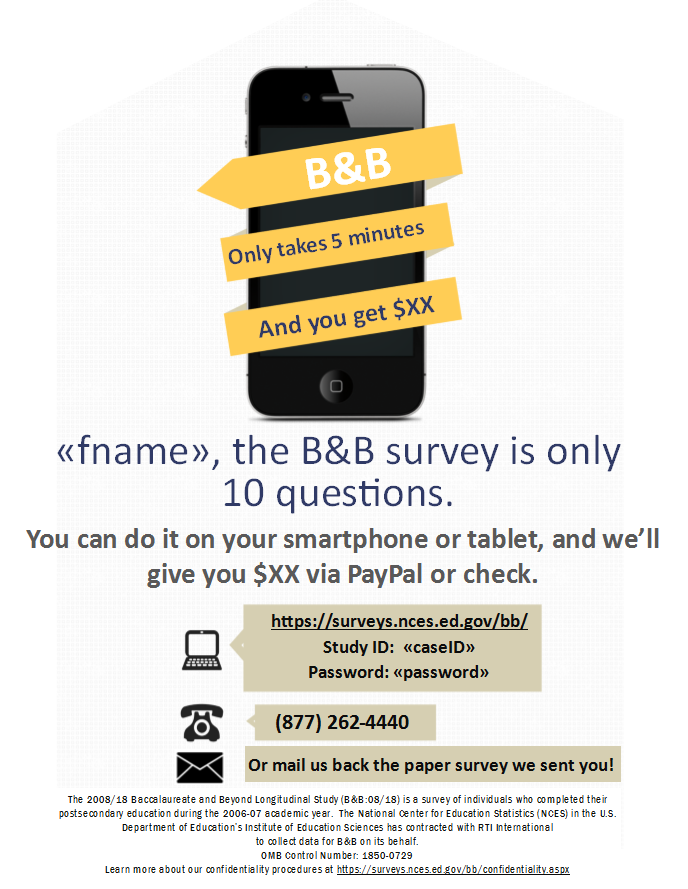 B&B
Only takes 5 minutes
And you get $XX
«fname», the B&B survey is only
10 questions.
You can do it on your smartphone or tablet, and we’ll
give you $XX via PayPal or check.
https://surveys.nces.ed.gov/bb/
Study ID:  «caseID»
Password: «password»
(877) 262-4440
Or mail us back the paper survey we sent you!
The 2008/18 Baccalaureate and Beyond Longitudinal Study (B&B:08/18) is a survey of individuals who completed their
postsecondary education during the 2006-07 academic year.  The National Center for Education Statistics (NCES) in the U.S.
Department of Education’s Institute of Education Sciences has contracted with RTI International
to collect data for B&B on its behalf.
OMB Control Number: 1850-0729
Learn more about our confidentiality procedures at https://surveys.nces.ed.gov/bb/confidentiality.aspx